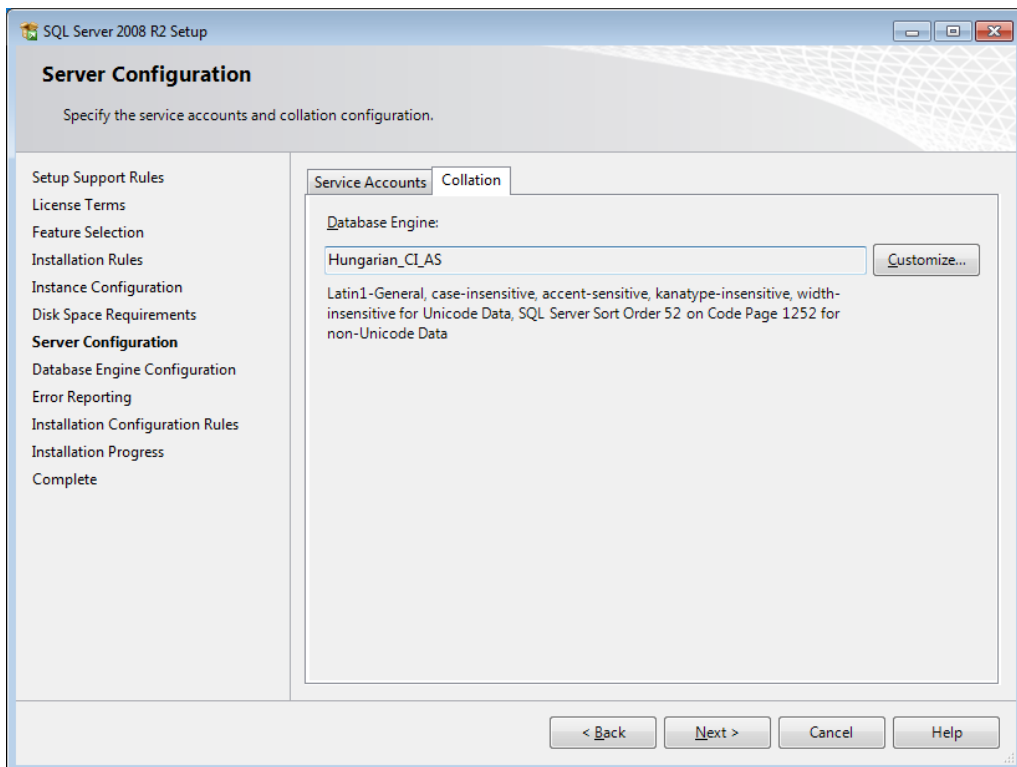 SQL Server 2008 R2 Setup
Server Configuration
Specify the service accounts and collation configuration.
Setup Support Rules
License Terms
Feature Selection
Installation Rules
Instance Configuration
Disk Space Requirements
Server Configuration
Database Engine Configuration
Error Reporting
Installation Configuration Rules
Installation Progress
Complete
Service Accounts
Collation
Database Engine:
Hungarian_CI_AS
Customize...
Latin1-General, case-insensitive, accent-sensitive, kanatype-insensitive, width-
insensitive for Unicode Data, SQL Server Sort Order 52 on Code Page 1252 for
non-Unicode Data
< Back
Next >
Cancel
Help